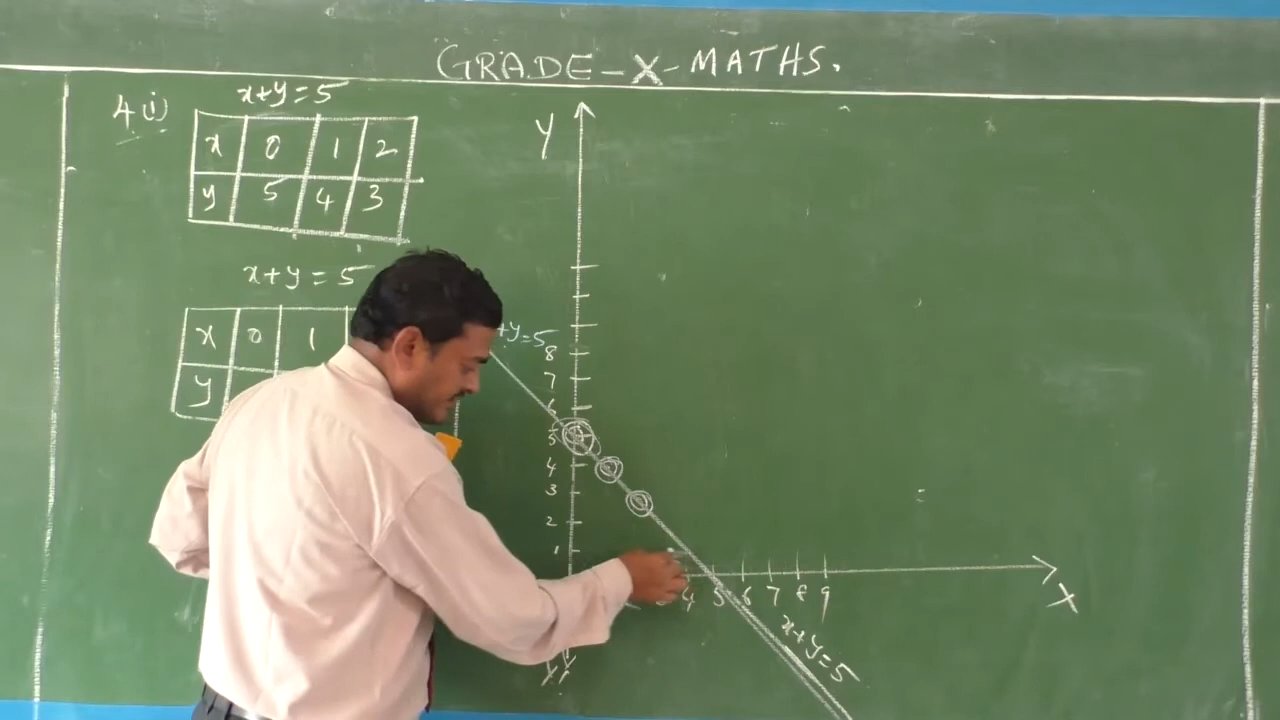 GRADE-X-MATHS.
4 i)
x+y=5
x 0 1 2
y 5 4 3
x+y=5
x 0 1
y
Y
+y=5
8
7
6
5
4
3
2
1
4 5 6 7 8 9
X
x+y=5